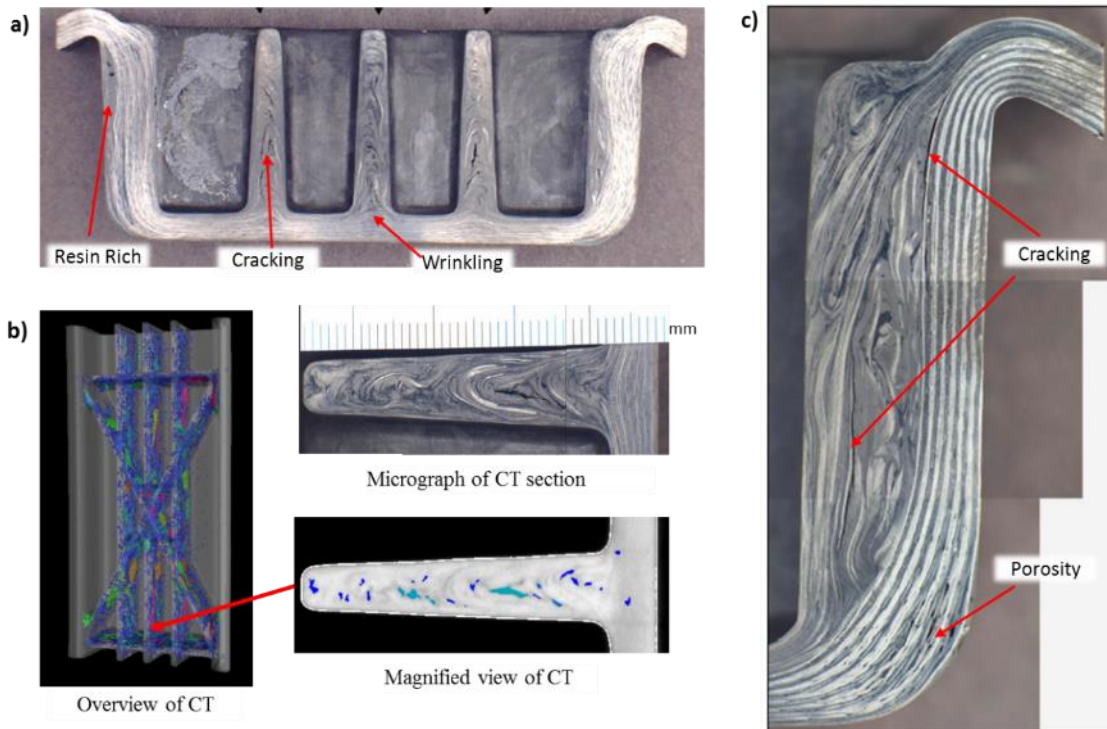 a)
Resin Rich
Cracking
Wrinkling
b)
mm
Micrograph of CT section
Overview of CT
Magnified view of CT
c)
Cracking
Porosity